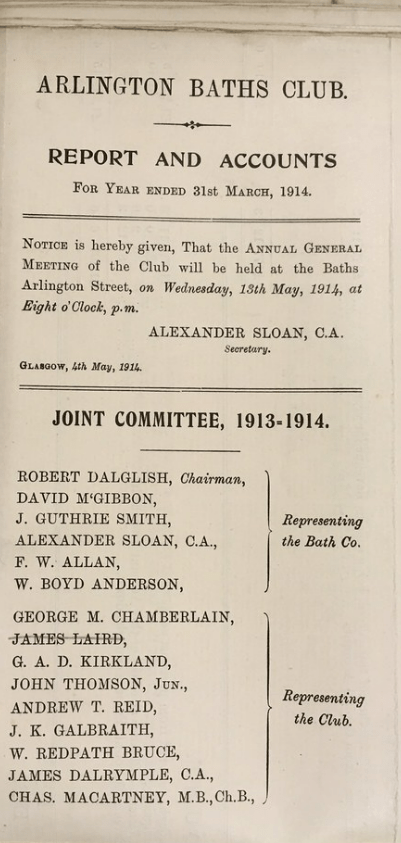 ARLINGTON BATHS CLUB.
REPORT AND ACCOUNTS
FOR YEAR ENDED 31ST MARCH, 1914.
NOTICE is hereby given, That the ANNUAL GENERAL
MEETING of the Club will be held at the Baths
Arlington Street, on Wednesday, 13th May, 1914, at
Eight o'Clock, p.m.
ALEXANDER SLOAN, C.A.
Secretary.
GLASGOW, 4th May, 1914.
JOINT COMMITTEE, 1913-1914.
ROBERT DALGLISH, Chairman,
DAVID M‘GIBBON,
J. GUTHRIE SMITH,
ALEXANDER SLOAN, C.A.,
F. W. ALLAN,
W. BOYD ANDERSON,
Representing
the Bath Co.
GEORGE M. CHAMBERLAIN,
JAMES LAIRD,
G. A. D. KIRKLAND,
JOHN THOMSON, JUN.,
ANDREW T. REID,
J. K. GALBRAITH,
W. REDPATH BRUCE,
JAMES DALRYMPLE, C.A.,
CHAS. MACARTNEY, M.B.,Ch.B.,
Representing
the Club.